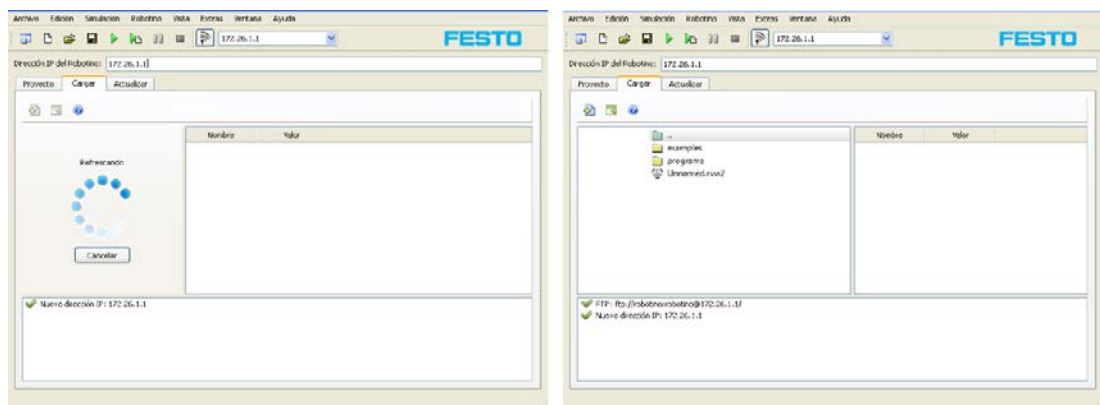 Archivo Edición Simulación Robotino Vista Extras Ventana Ayuda
172.26.1.1
FESTO
Dirección IP del Robotino: 172.26.1.1
Proyecto Cargar Actualizar
Nombre Valor
Refrescando
Cancelar
Nueva dirección IP: 172.26.1.1
Archivo Edición Simulación Robotino Vista Extras Ventana Ayuda
172.26.1.1
FESTO
Dirección IP del Robotino: 172.26.1.1
Proyecto Cargar Actualizar
Nombre Valor
..
examples
programs
Unnamed.rvw2
FTP: ftp://robotino:robotino@172.26.1.1/
Nueva dirección IP: 172.26.1.1